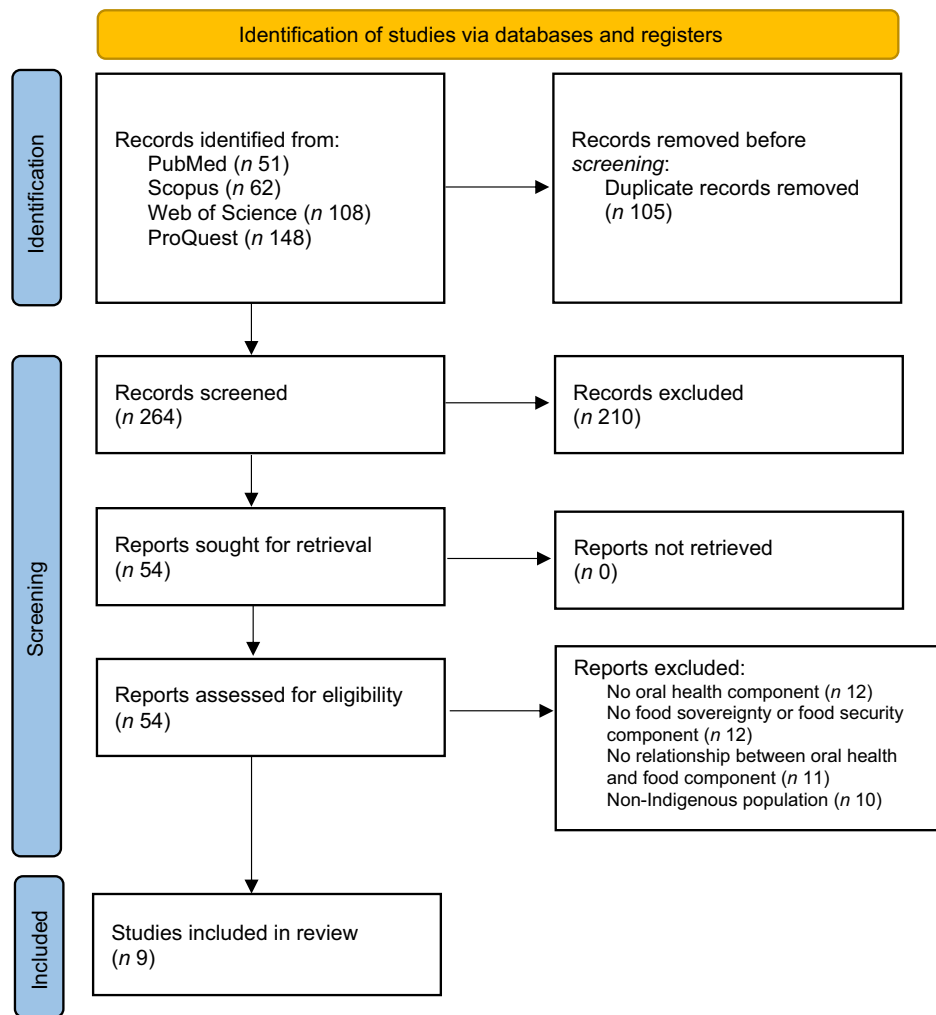 Identification of studies via databases and registers
Identification
Records identified from:
PubMed (n 51)
Scopus (n 62)
Web of Science (n 108)
ProQuest (n 148)
Records removed before
screening:
Duplicate records removed
(n 105)
Screening
Records screened
(n 264)
Records excluded
(n 210)
Reports sought for retrieval
(n 54)
Reports not retrieved
(n 0)
Reports assessed for eligibility
(n 54)
Reports excluded:
No oral health component (n 12)
No food sovereignty or food security
component (n 12)
No relationship between oral health
and food component (n 11)
Non-Indigenous population (n 10)
Included
Studies included in review
(n 9)